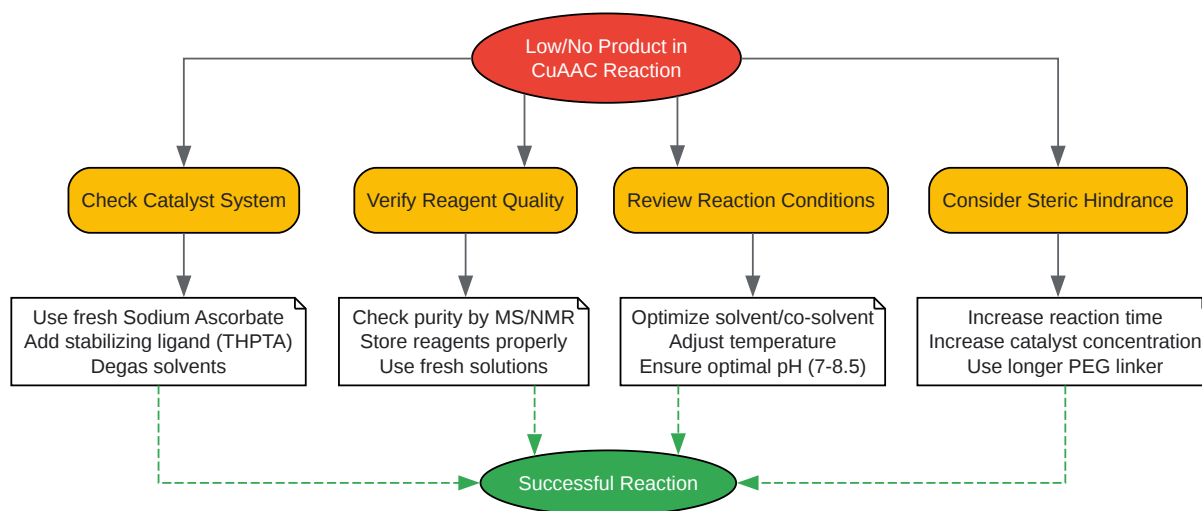 Low/No Product in
CuAAC Reaction
Check Catalyst System
Verify Reagent Quality
Review Reaction Conditions
Consider Steric Hindrance
Use fresh Sodium Ascorbate
Add stabilizing ligand (THPTA)
Degas solvents
Check purity by MS/NMR
Store reagents properly
Use fresh solutions
Optimize solvent/co-solvent
Adjust temperature
Ensure optimal pH (7-8.5)
Increase reaction time
Increase catalyst concentration
Use longer PEG linker
Successful Reaction